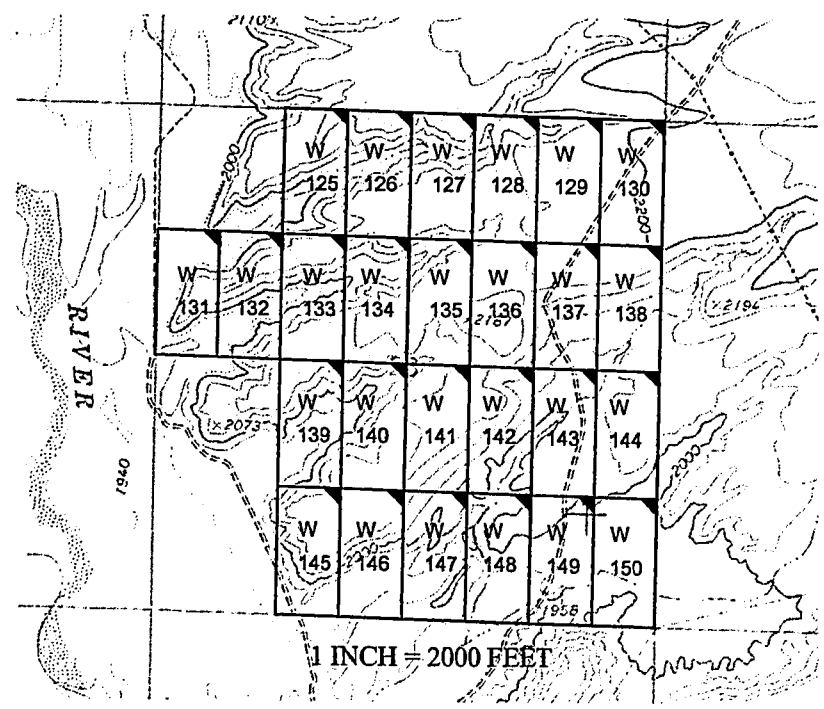 W W W W W W
125 126 127 128 129 130
2000
2200
W W W W W W W W
131 132 133 134 135 136 137 138
2187
x 2194
RIVER
W W W W W W
139 140 141 142 143 144
x 2073
2000
1940
W W W W W W
145 146 147 148 149 150
1958
1 INCH = 2000 FEET